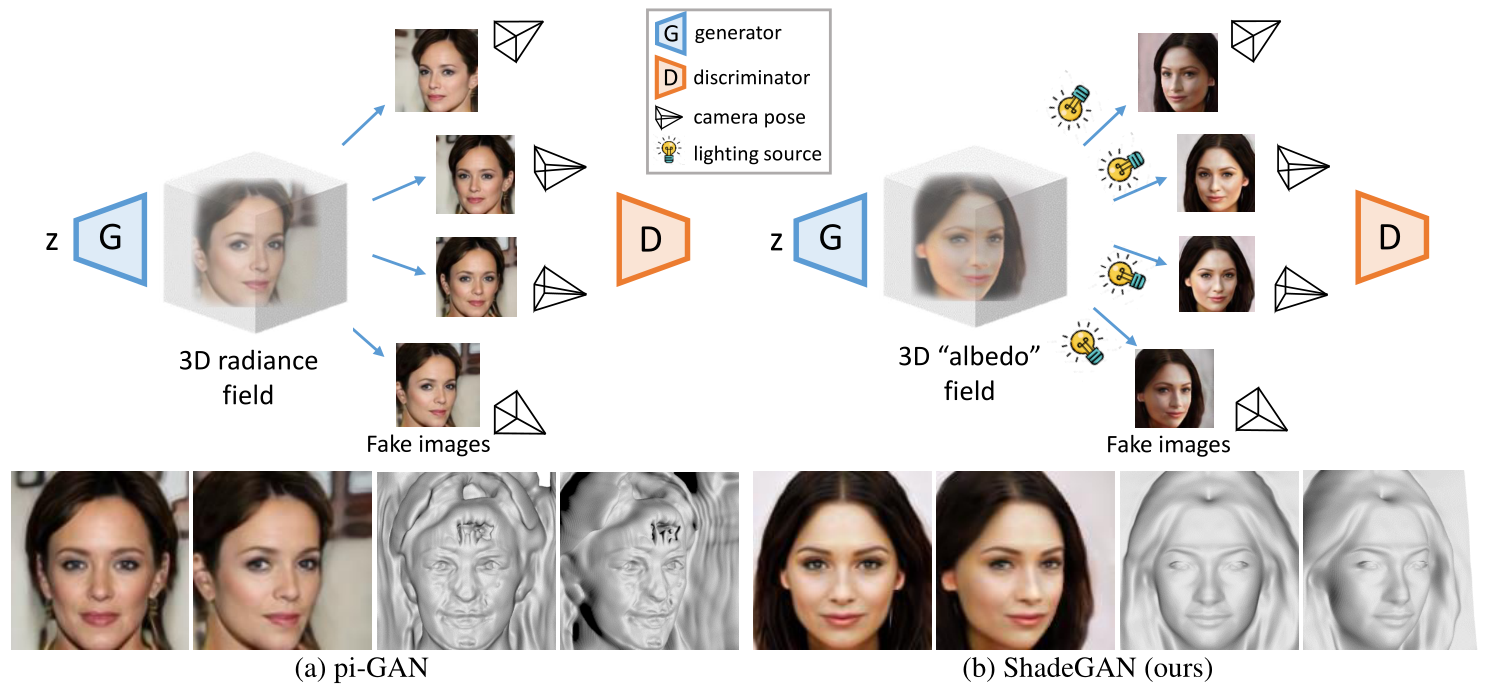 G generator
D discriminator
camera pose
lighting source
z
G
3D radiance
field
Fake images
D
z
G
3D “albedo”
field
Fake images
D
(a) pi-GAN
(b) ShadeGAN (ours)